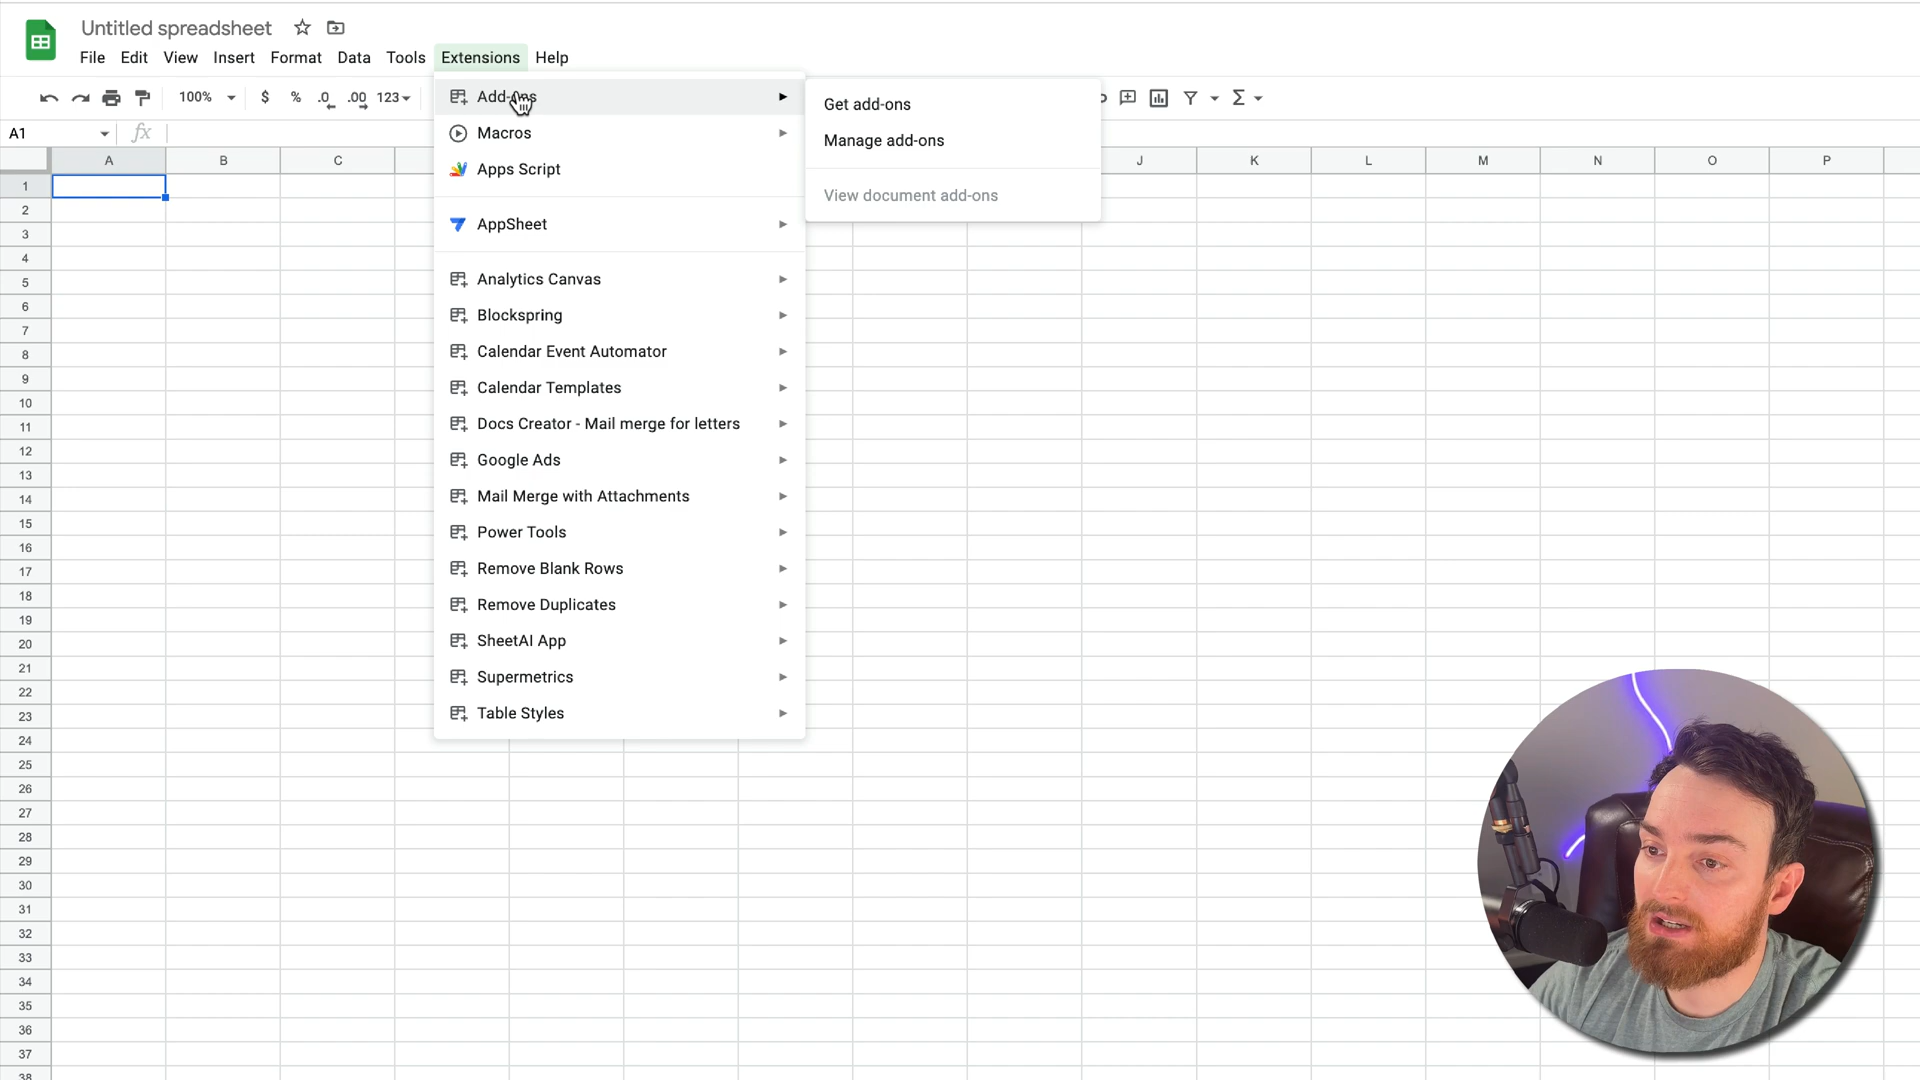 Untitled spreadsheet
File Edit View Insert Format Data Tools Extensions Help
100% $ % .0 .00 123
Add-ons
Macros
Apps Script
AppSheet
Analytics Canvas
Blockspring
Calendar Event Automator
Calendar Templates
Docs Creator - Mail merge for letters
Google Ads
Mail Merge with Attachments
Power Tools
Remove Blank Rows
Remove Duplicates
SheetAI App
Supermetrics
Table Styles
Get add-ons
Manage add-ons
View document add-ons
Σ
A1 fx
A B C J K L M N O P
1
2
3
4
5
6
7
8
9
10
11
12
13
14
15
16
17
18
19
20
21
22
23
24
25
26
27
28
29
30
31
32
33
34
35
36
37
38